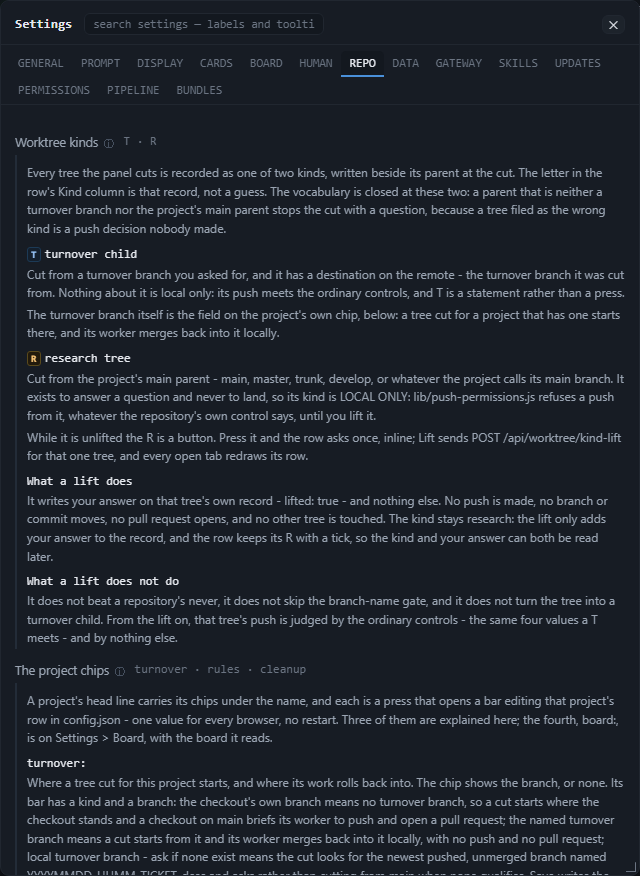 Settings
search settings — labels and toolti
GENERAL PROMPT DISPLAY CARDS BOARD HUMAN REPO DATA GATEWAY SKILLS UPDATES
PERMISSIONS PIPELINE BUNDLES
Worktree kinds ⓘ T · R
Every tree the panel cuts is recorded as one of two kinds, written beside its parent at the cut. The letter in the
row's Kind column is that record, not a guess. The vocabulary is closed at these two: a parent that is neither a
turnover branch nor the project's main parent stops the cut with a question, because a tree filed as the wrong
kind is a push decision nobody made.
T turnover child
Cut from a turnover branch you asked for, and it has a destination on the remote - the turnover branch it was cut
from. Nothing about it is local only: its push meets the ordinary controls, and T is a statement rather than a press.
The turnover branch itself is the field on the project's own chip, below: a tree cut for a project that has one starts
there, and its worker merges back into it locally.
R research tree
Cut from the project's main parent - main, master, trunk, develop, or whatever the project calls its main branch. It
exists to answer a question and never to land, so its kind is LOCAL ONLY: lib/push-permissions.js refuses a push
from it, whatever the repository's own control says, until you lift it.
While it is unlifted the R is a button. Press it and the row asks once, inline; Lift sends POST /api/worktree/kind-lift
for that one tree, and every open tab redraws its row.
What a lift does
It writes your answer on that tree's own record - lifted: true - and nothing else. No push is made, no branch or
commit moves, no pull request opens, and no other tree is touched. The kind stays research: the lift only adds
your answer to the record, and the row keeps its R with a tick, so the kind and your answer can both be read
later.
What a lift does not do
It does not beat a repository's never, it does not skip the branch-name gate, and it does not turn the tree into a
turnover child. From the lift on, that tree's push is judged by the ordinary controls - the same four values a T
meets - and by nothing else.
The project chips ⓘ turnover · rules · cleanup
A project's head line carries its chips under the name, and each is a press that opens a bar editing that project's
row in config.json - one value for every browser, no restart. Three of them are explained here; the fourth, board:,
is on Settings > Board, with the board it reads.
turnover:
Where a tree cut for this project starts, and where its work rolls back into. The chip shows the branch, or none. Its
bar has a kind and a branch: the checkout's own branch means no turnover branch, so a cut starts where the
checkout stands and a checkout on main briefs its worker to push and open a pull request; the named turnover
branch means a cut starts from it and its worker merges back into it locally, with no push and no pull request;
local turnover branch - ask if none exist means the cut looks for the newest pushed, unmerged branch named